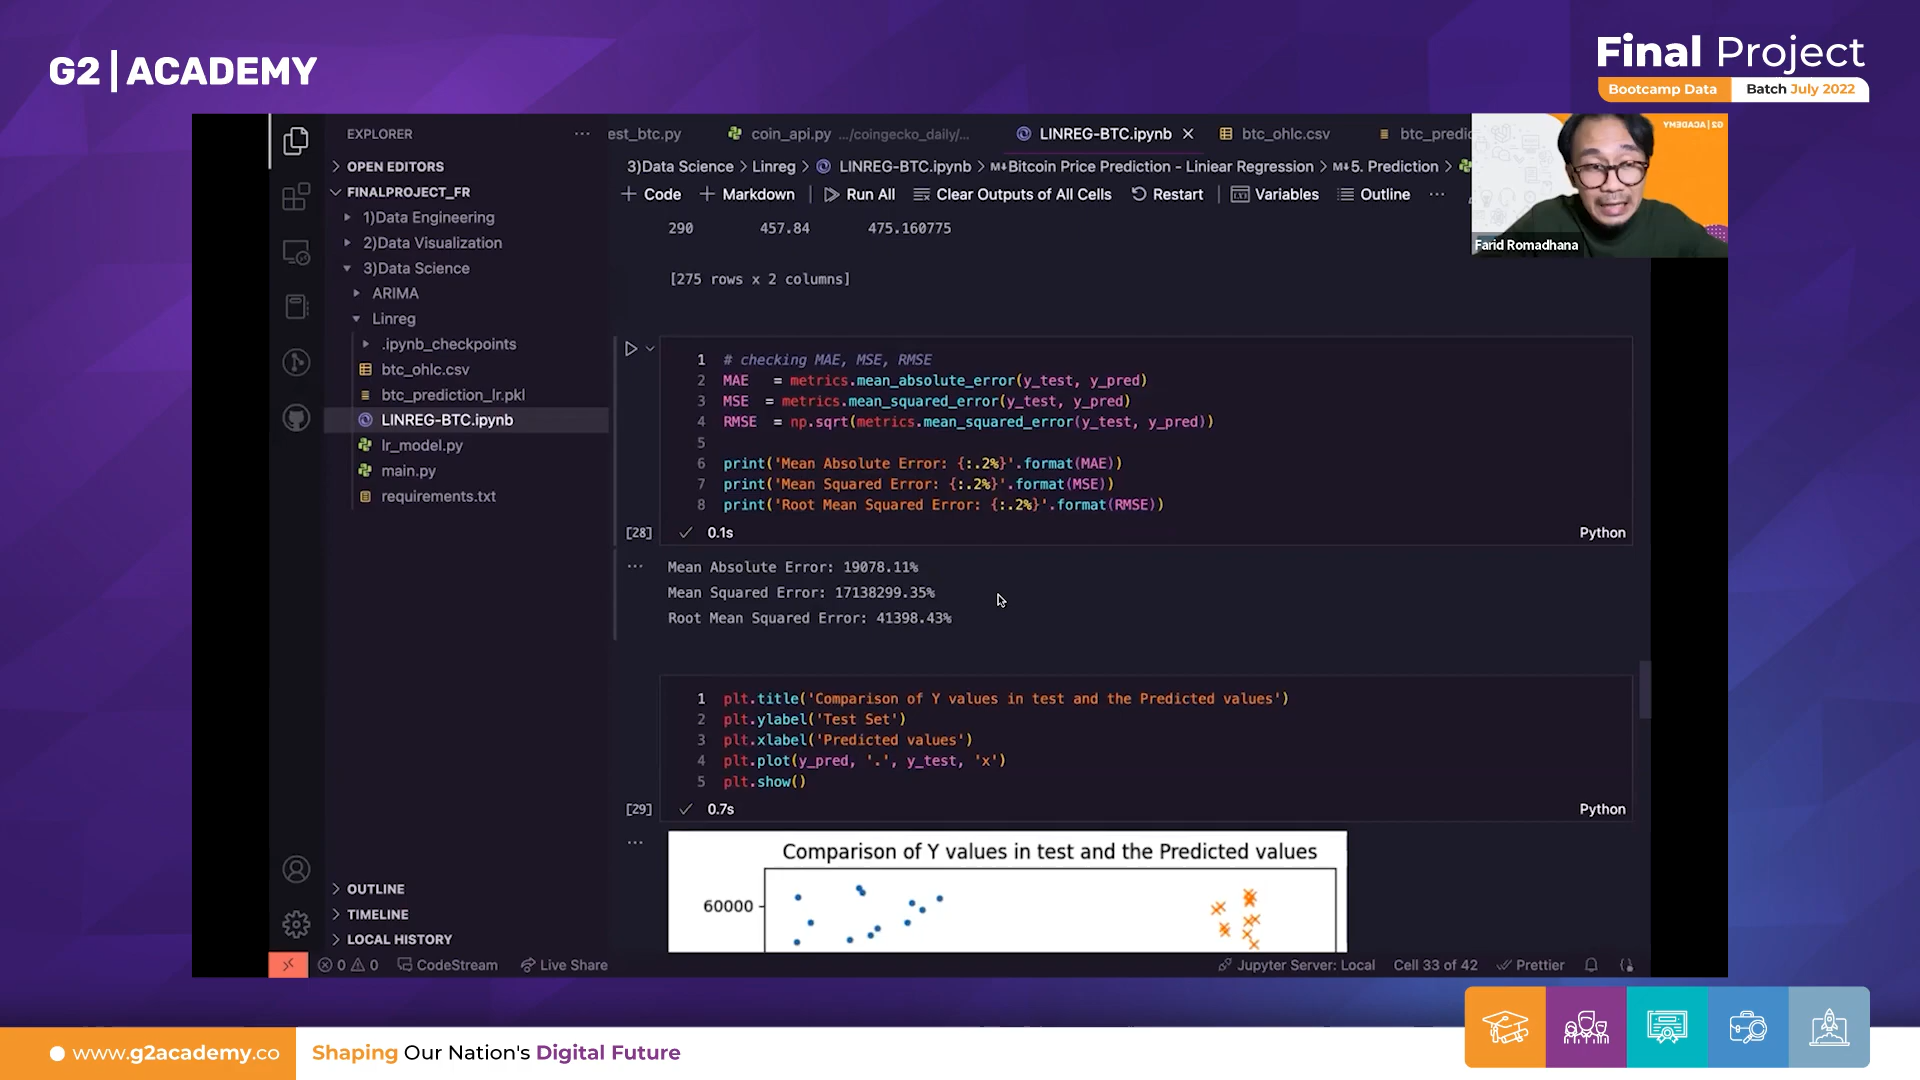 G2 | ACADEMY
Final Project
Bootcamp Data
Batch July 2022
EXPLORER
OPEN EDITORS
FINALPROJECT_FR
1)Data Engineering
2)Data Visualization
3)Data Science
ARIMA
Linreg
.ipynb_checkpoints
btc_ohlc.csv
btc_prediction_lr.pkl
LINREG-BTC.ipynb
lr_model.py
main.py
requirements.txt
OUTLINE
TIMELINE
LOCAL HISTORY
est_btc.py
coin_api.py .../coingecko_daily/...
LINREG-BTC.ipynb
btc_ohlc.csv
btc_predic
3)Data Science > Linreg > LINREG-BTC.ipynb > M↓Bitcoin Price Prediction - Liniear Regression > M↓5. Prediction >
+ Code + Markdown | Run All Clear Outputs of All Cells Restart | Variables Outline ...
290 457.84 475.160775
[275 rows x 2 columns]
1 # checking MAE, MSE, RMSE
2 MAE = metrics.mean_absolute_error(y_test, y_pred)
3 MSE = metrics.mean_squared_error(y_test, y_pred)
4 RMSE = np.sqrt(metrics.mean_squared_error(y_test, y_pred))
5
6 print('Mean Absolute Error: {:.2%}'.format(MAE))
7 print('Mean Squared Error: {:.2%}'.format(MSE))
8 print('Root Mean Squared Error: {:.2%}'.format(RMSE))
[28] ✓ 0.1s Python
Mean Absolute Error: 19078.11%
Mean Squared Error: 17138299.35%
Root Mean Squared Error: 41398.43%
1 plt.title('Comparison of Y values in test and the Predicted values')
2 plt.ylabel('Test Set')
3 plt.xlabel('Predicted values')
4 plt.plot(y_pred, '.', y_test, 'x')
5 plt.show()
[29] ✓ 0.7s Python
Comparison of Y values in test and the Predicted values
60000
G2 | ACADEMY
Farid Romadhana
0 0 CodeStream Live Share
Jupyter Server: Local Cell 33 of 42 Prettier
www.g2academy.co
Shaping Our Nation's Digital Future